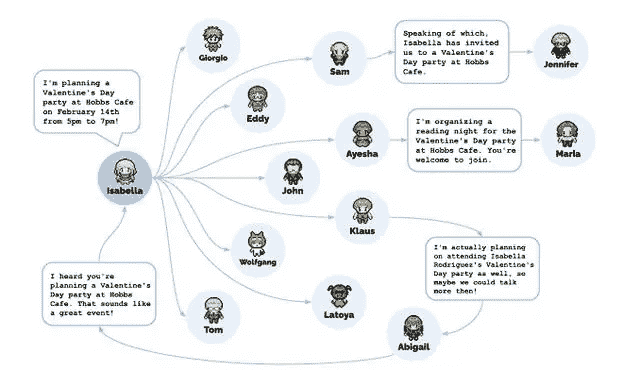 Giorgio
Sam
Speaking of which,
Isabella has invited
us to a Valentine's
Day party at Hobbs
Cafe.
Jennifer
I'm planning a
Valentine's Day
party at Hobbs Cafe
on February 14th
from 5pm to 7pm!
Eddy
I'm organizing a
reading night for the
Valentine's Day party
at Hobbs Cafe. You're
welcome to join.
Ayesha
Maria
Isabella
John
Klaus
Wolfgang
I'm actually planning
on attending Isabella
Rodriguez's Valentine's
Day party as well, so
maybe we could talk
more then!
I heard you're
planning a Valentine's
Day party at Hobbs
Cafe. That sounds like
a great event!
Tom
Latoya
Abigail